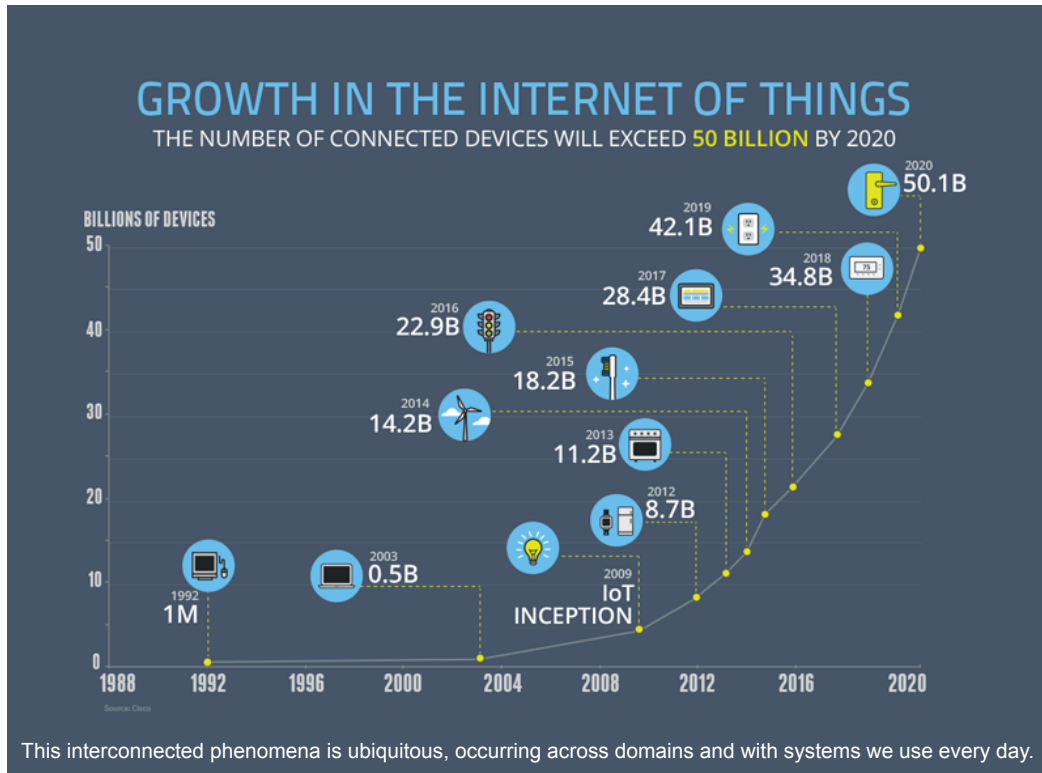 GROWTH IN THE INTERNET OF THINGS
THE NUMBER OF CONNECTED DEVICES WILL EXCEED 50 BILLION BY 2020
BILLIONS OF DEVICES
50
40
30
20
10
0
1992
1M
2003
0.5B
2009
IoT
INCEPTION
2012
8.7B
2013
11.2B
2014
14.2B
2015
18.2B
2016
22.9B
2017
28.4B
2018
34.8B
75
2019
42.1B
2020
50.1B
1988 1992 1996 2000 2004 2008 2012 2016 2020
Source: Cisco
This interconnected phenomena is ubiquitous, occurring across domains and with systems we use every day.